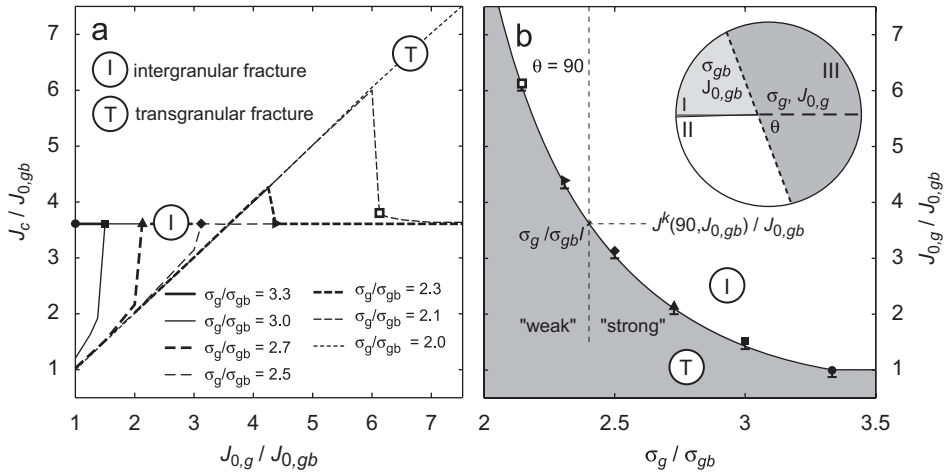 a
I intergranular fracture
T transgranular fracture
T
I
σg/σgb = 3.3
σg/σgb = 3.0
σg/σgb = 2.7
σg/σgb = 2.5
σg/σgb = 2.3
σg/σgb = 2.1
σg/σgb = 2.0
7
6
5
4
3
2
1
Jc / J0,gb
1 2 3 4 5 6 7
J0,g / J0,gb
b
θ = 90
σgb
J0,gb
III
I
II
σg, J0,g
θ
σg /σgbl
Jk(90,J0,gb) / J0,gb
"weak"
"strong"
I
T
7
6
5
4
3
2
1
J0,g / J0,gb
2 2.5 3 3.5
σg / σgb